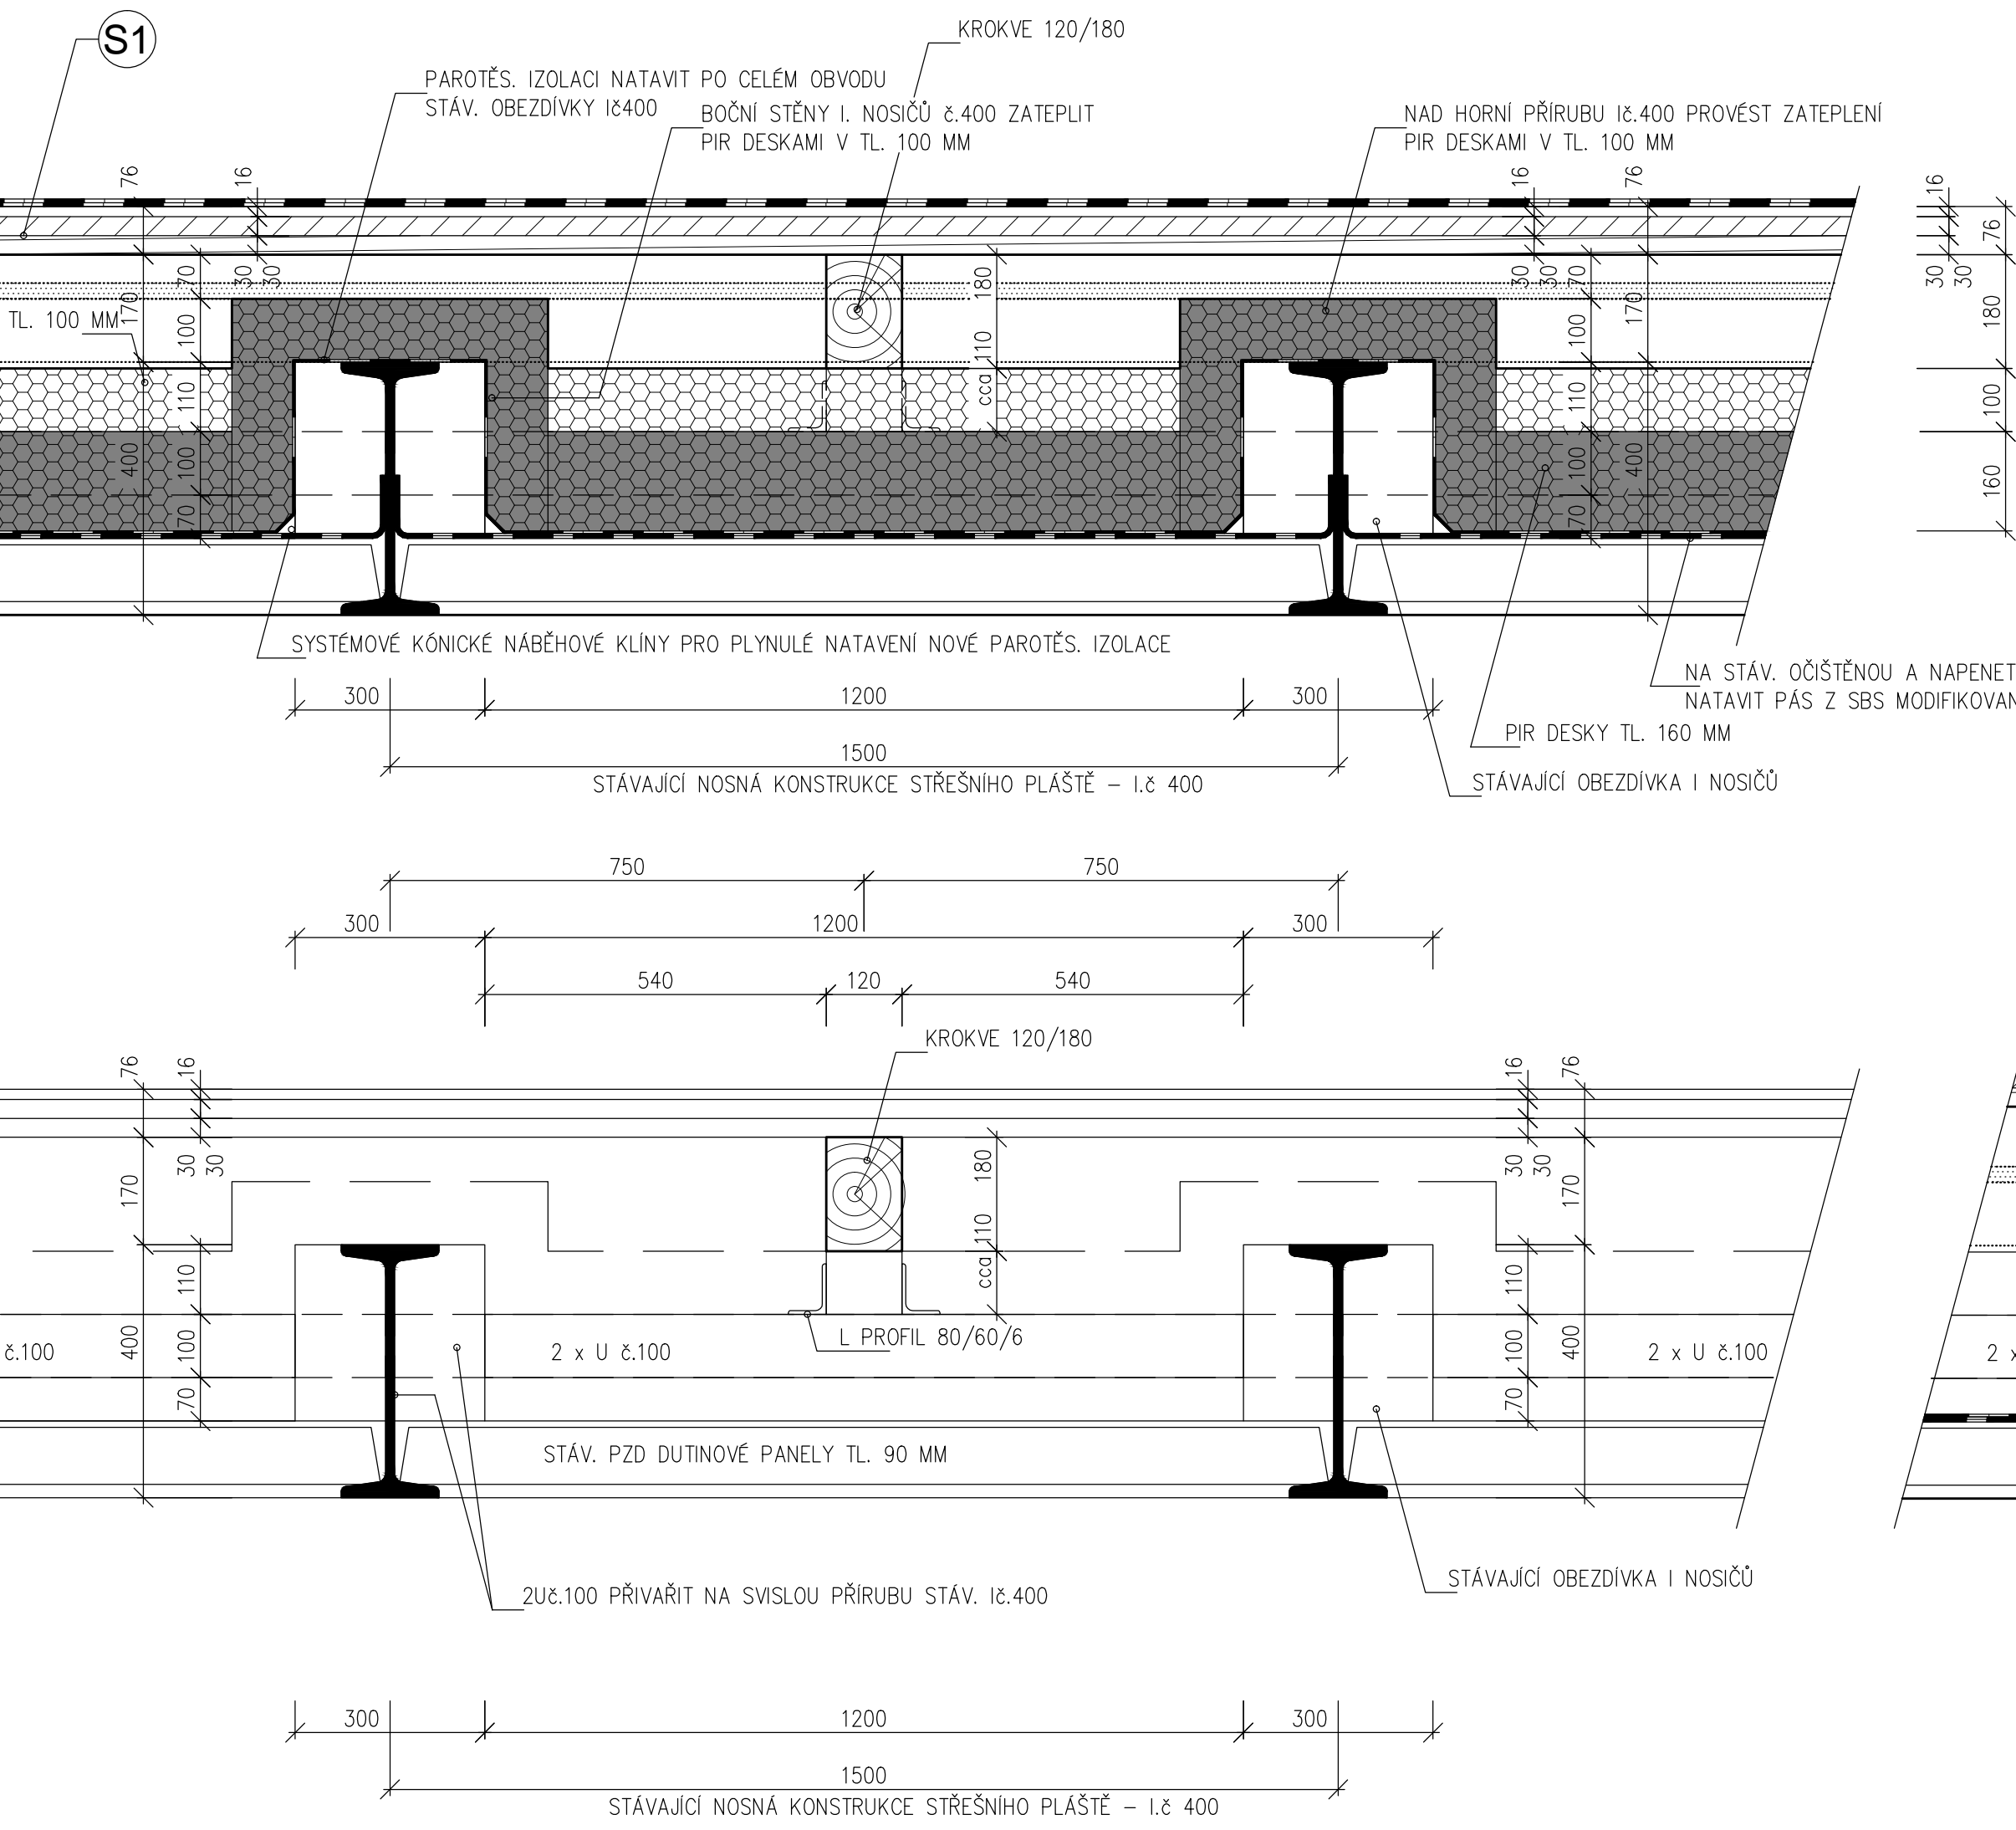 S1
KROKVE 120/180
PAROTĚS. IZOLACI NATAVIT PO CELÉM OBVODU
STÁV. OBEZDÍVKY Ič400
BOČNÍ STĚNY I. NOSIČŮ č.400 ZATEPLIT
PIR DESKAMI V TL. 100 MM
NAD HORNÍ PŘÍRUBU Ič.400 PROVÉST ZATEPLENÍ
PIR DESKAMI V TL. 100 MM
76
16
16
76
16
76
70
30
30
180
30
30
70
170
30
30
180
170
TL. 100 MM
100
cca 110
100
110
110
100
400
100
100
400
160
70
70
SYSTÉMOVÉ KÓNICKÉ NÁBĚHOVÉ KLÍNY PRO PLYNULÉ NATAVENÍ NOVÉ PAROTĚS. IZOLACE
NA STÁV. OČIŠTĚNOU A NAPENET
NATAVIT PÁS Z SBS MODIFIKOVAN
300
1200
300
PIR DESKY TL. 160 MM
1500
STÁVAJÍCÍ NOSNÁ KONSTRUKCE STŘEŠNÍHO PLÁŠTĚ – I.č 400
STÁVAJÍCÍ OBEZDÍVKA I NOSIČŮ
750
750
300
1200
300
540
120
540
KROKVE 120/180
76
16
16
76
170
30
30
180
30
30
170
110
cca 110
110
L PROFIL 80/60/6
č.100
400
100
2 x U č.100
100
400
2 x U č.100
2 x
70
70
STÁV. PZD DUTINOVÉ PANELY TL. 90 MM
2Uč.100 PŘIVAŘIT NA SVISLOU PŘÍRUBU STÁV. Ič.400
STÁVAJÍCÍ OBEZDÍVKA I NOSIČŮ
300
1200
300
1500
STÁVAJÍCÍ NOSNÁ KONSTRUKCE STŘEŠNÍHO PLÁŠTĚ – I.č 400